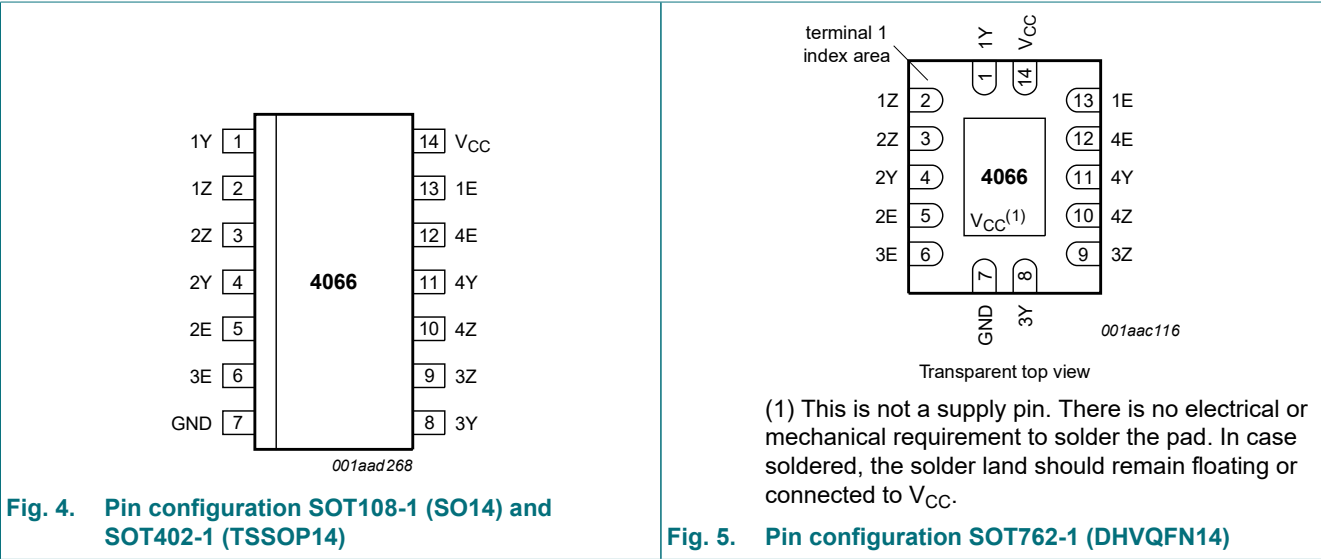 1Y 1
1Z 2
2Z 3
2Y 4
2E 5
3E 6
GND 7
4066
14 VCC
13 1E
12 4E
11 4Y
10 4Z
9 3Z
8 3Y
001aad268
Fig. 4. Pin configuration SOT108-1 (SO14) and
SOT402-1 (TSSOP14)
terminal 1
index area
1Y
VCC
1
14
1Z 2
2Z 3
2Y 4
2E 5
3E 6
4066
VCC(1)
13 1E
12 4E
11 4Y
10 4Z
9 3Z
7
8
GND
3Y
001aac116
Transparent top view
(1) This is not a supply pin. There is no electrical or
mechanical requirement to solder the pad. In case
soldered, the solder land should remain floating or
connected to VCC.
Fig. 5. Pin configuration SOT762-1 (DHVQFN14)